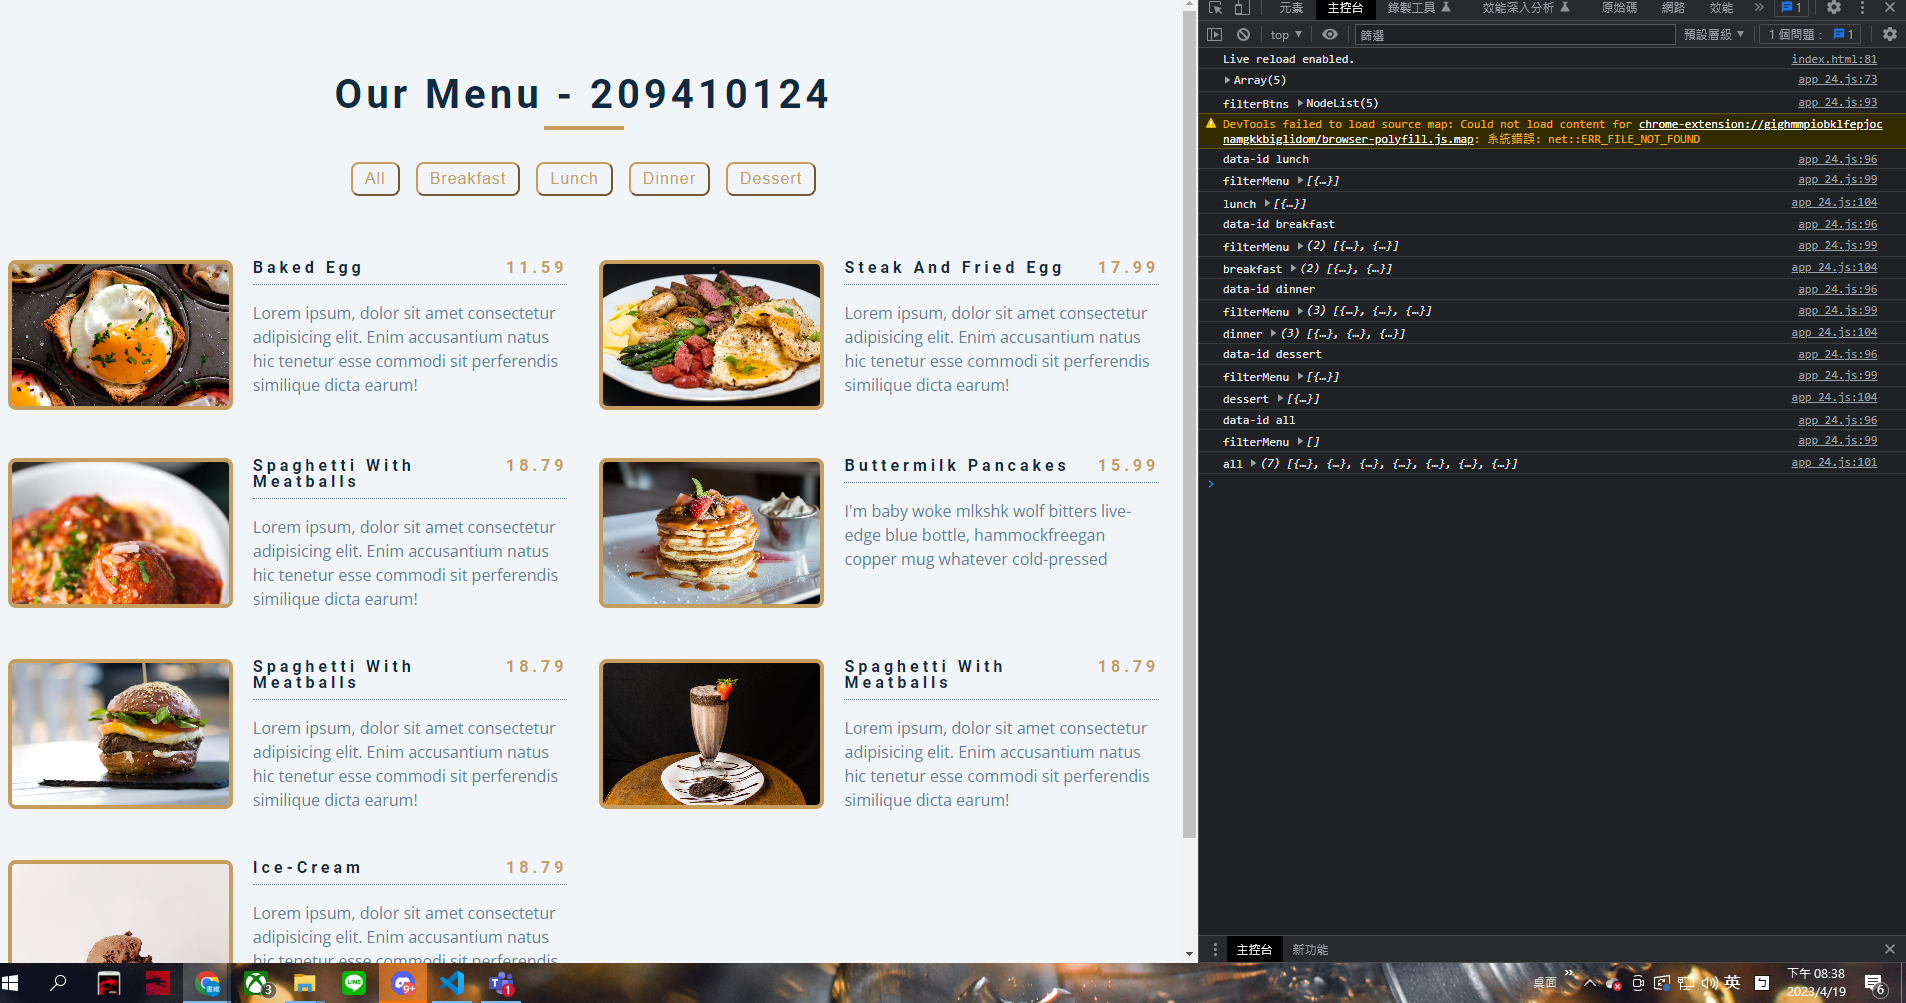 Our Menu - 209410124
All
Breakfast
Lunch
Dinner
Dessert
Baked Egg 11.59
Lorem ipsum, dolor sit amet consectetur
adipisicing elit. Enim accusantium natus
hic tenetur esse commodi sit perferendis
similique dicta earum!
Steak And Fried Egg 17.99
Lorem ipsum, dolor sit amet consectetur
adipisicing elit. Enim accusantium natus
hic tenetur esse commodi sit perferendis
similique dicta earum!
Spaghetti With 18.79
Meatballs
Lorem ipsum, dolor sit amet consectetur
adipisicing elit. Enim accusantium natus
hic tenetur esse commodi sit perferendis
similique dicta earum!
Buttermilk Pancakes 15.99
I'm baby woke mlkshk wolf bitters live-
edge blue bottle, hammockfreegan
copper mug whatever cold-pressed
Spaghetti With 18.79
Meatballs
Lorem ipsum, dolor sit amet consectetur
adipisicing elit. Enim accusantium natus
hic tenetur esse commodi sit perferendis
similique dicta earum!
Spaghetti With 18.79
Meatballs
Lorem ipsum, dolor sit amet consectetur
adipisicing elit. Enim accusantium natus
hic tenetur esse commodi sit perferendis
similique dicta earum!
Ice-Cream 18.79
Lorem ipsum, dolor sit amet consectetur
adipisicing elit. Enim accusantium natus
hic tenetur esse commodi sit perferendis
元素 主控台 錄製工具 效能深入分析 原始碼 網路 效能 » 1
top 篩選 預設層級 1 個問題： 1
Live reload enabled. index.html:81
Array(5) app_24.js:73
filterBtns NodeList(5) app_24.js:93
DevTools failed to load source map: Could not load content for chrome-extension://gighmmpiobklfepjoc
namgkkbiglidom/browser-polyfill.js.map: 系統錯誤: net::ERR_FILE_NOT_FOUND
data-id lunch app_24.js:96
filterMenu [{…}] app_24.js:99
lunch [{…}] app_24.js:104
data-id breakfast app_24.js:96
filterMenu (2) [{…}, {…}] app_24.js:99
breakfast (2) [{…}, {…}] app_24.js:104
data-id dinner app_24.js:96
filterMenu (3) [{…}, {…}, {…}] app_24.js:99
dinner (3) [{…}, {…}, {…}] app_24.js:104
data-id dessert app_24.js:96
filterMenu [{…}] app_24.js:99
dessert [{…}] app_24.js:104
data-id all app_24.js:96
filterMenu [] app_24.js:99
all (7) [{…}, {…}, {…}, {…}, {…}, {…}, {…}] app_24.js:101
主控台 新功能
3
LINE
9+
1
桌面 » 英 下午 08:38
2023/4/19
6